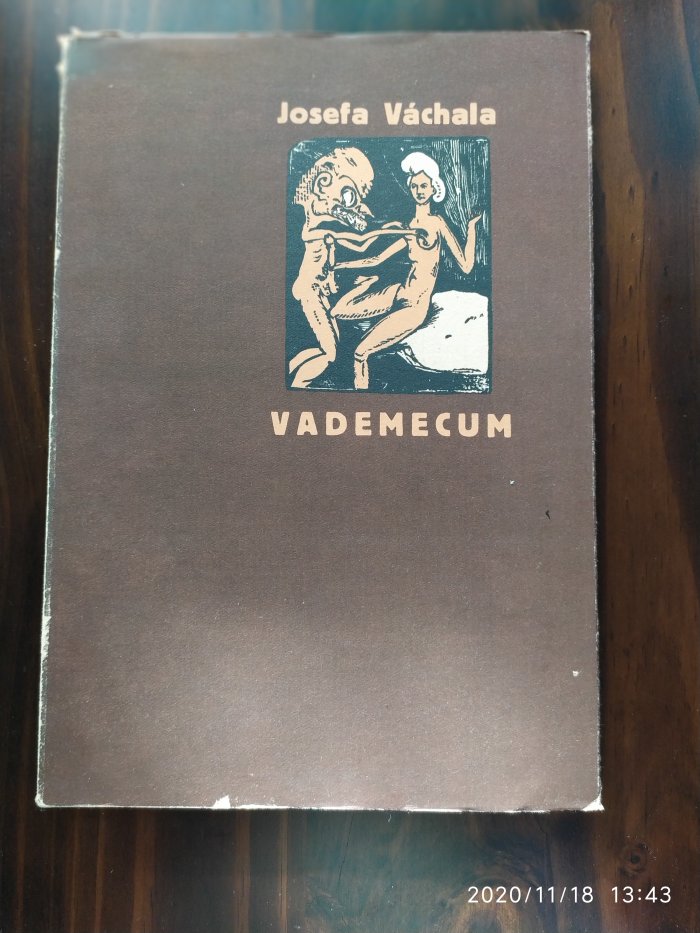 Josefa Váchala
VADEMECUM
2020/11/18 13:43